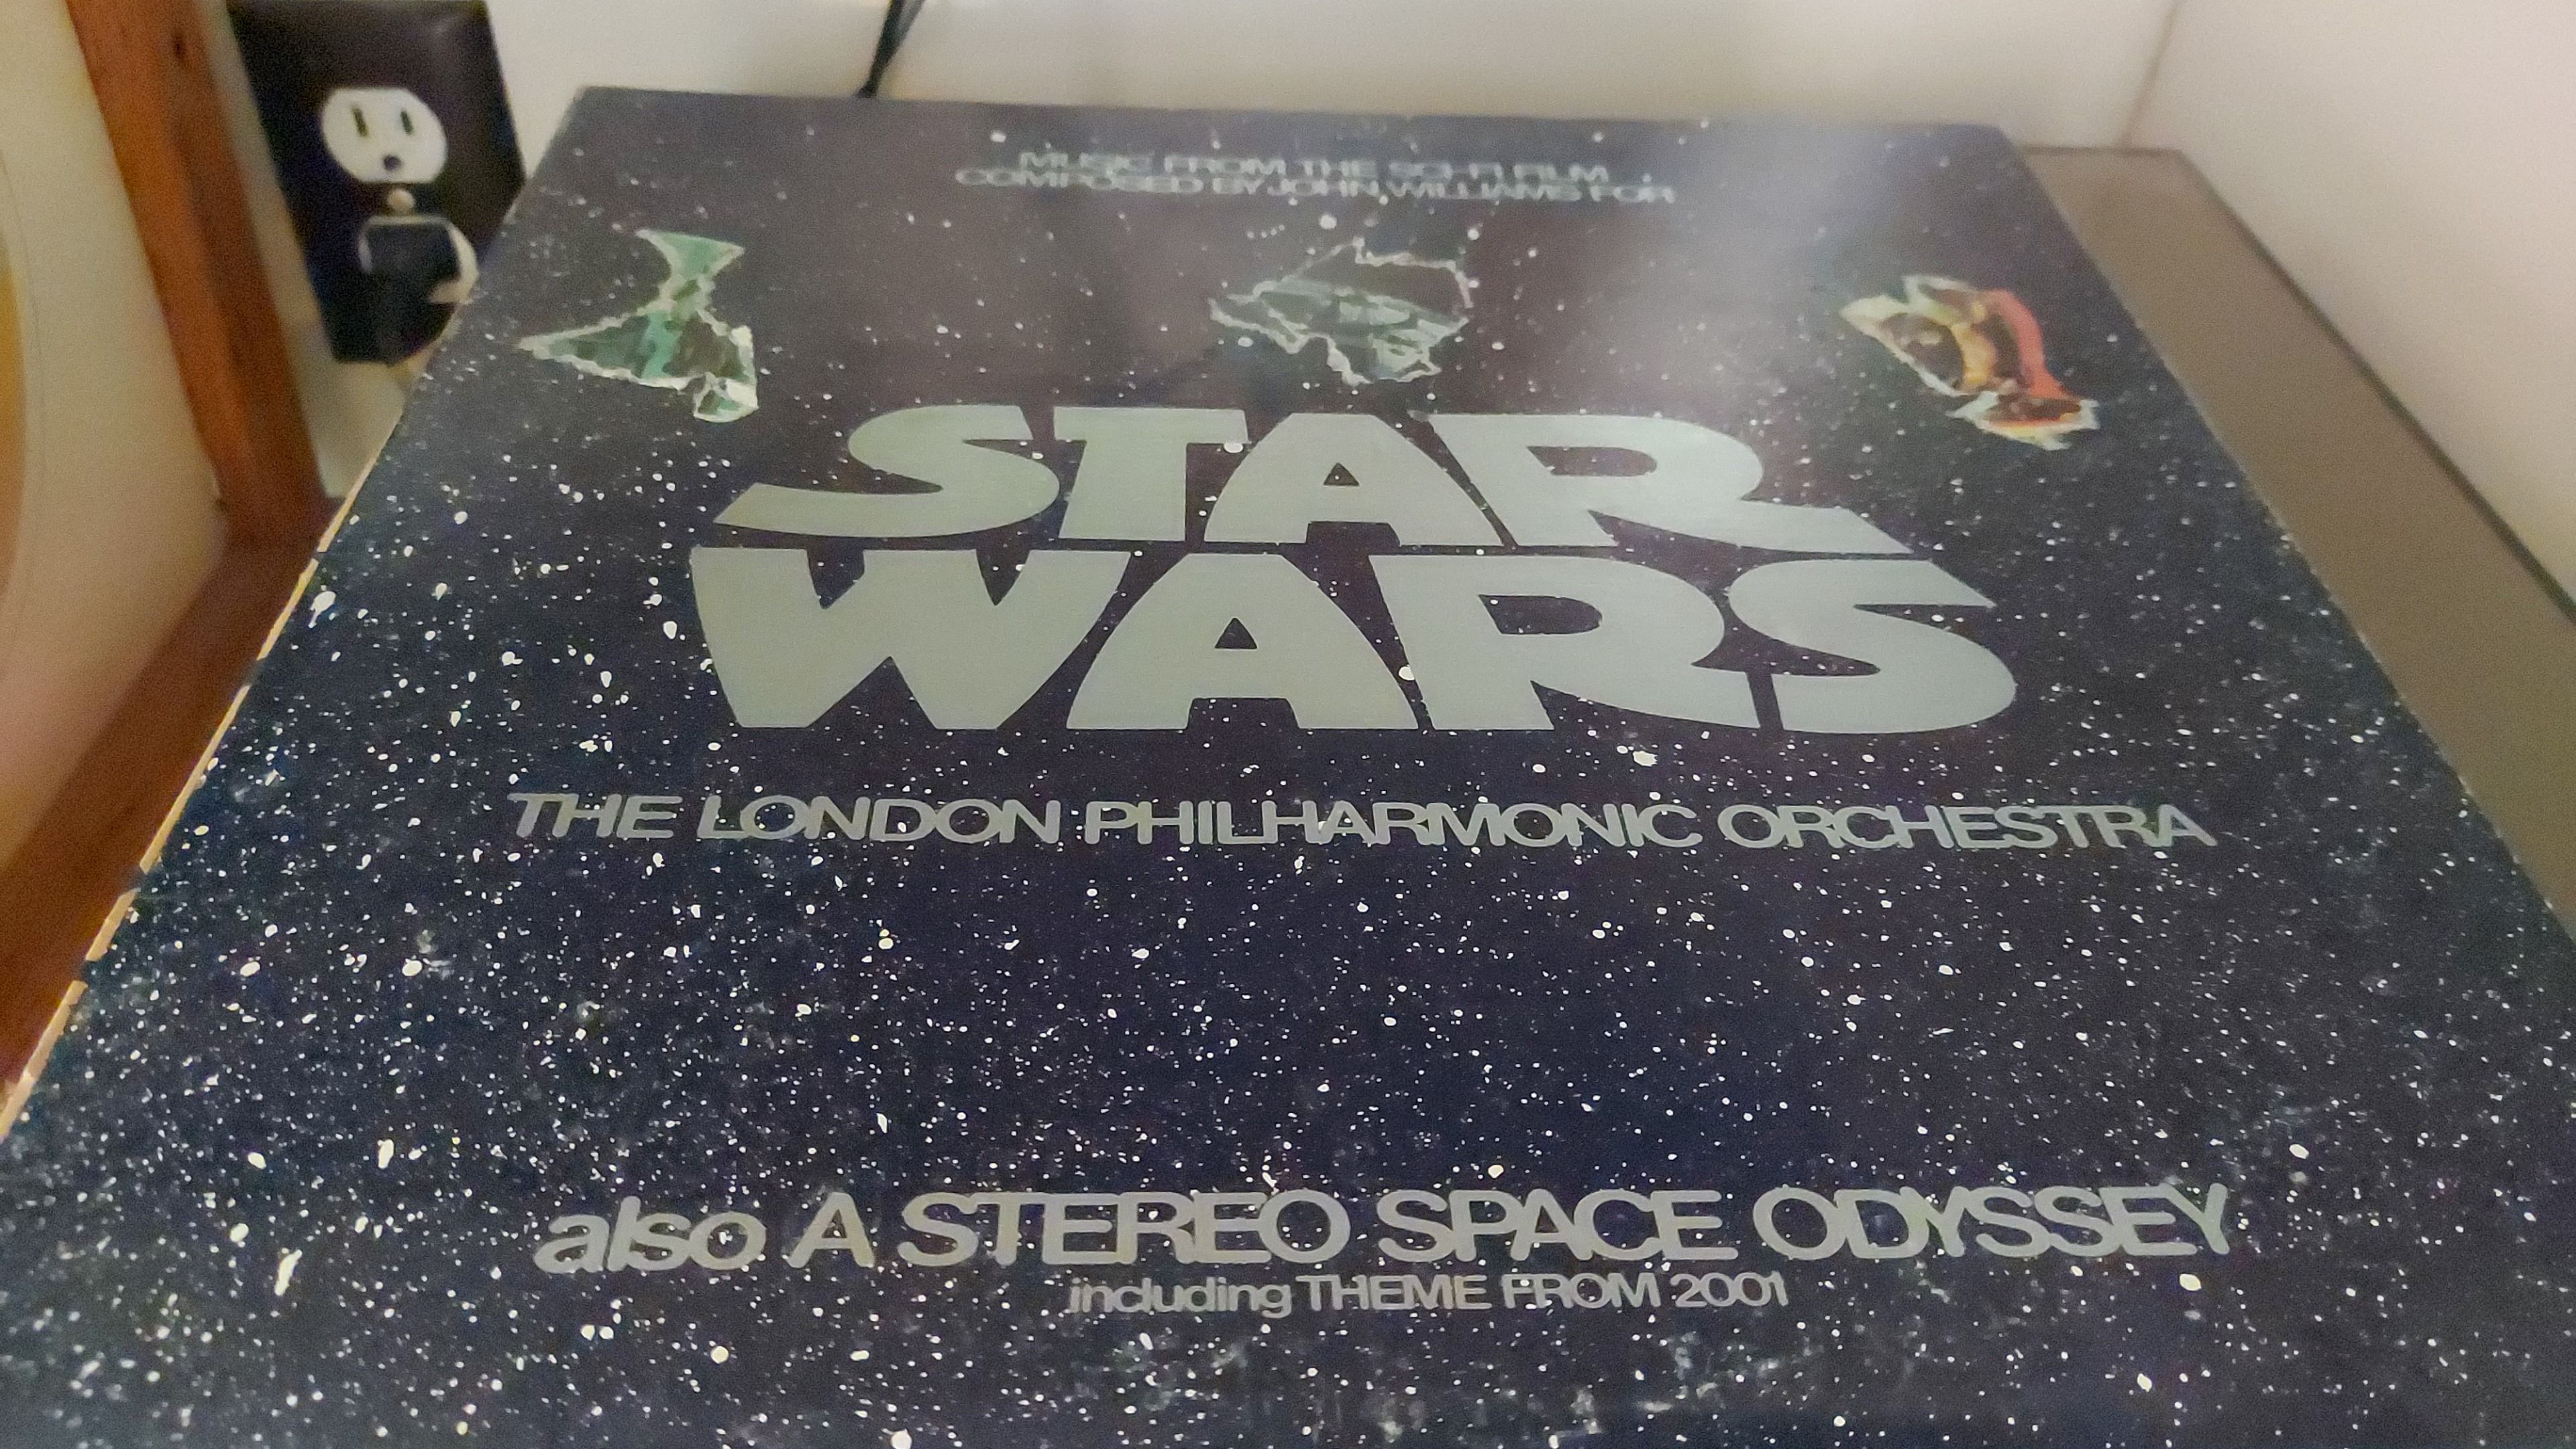 MUSIC FROM THE SCI-FI FILM
COMPOSED BY JOHN WILLIAMS FOR
STAR
WARS
THE LONDON PHILHARMONIC ORCHESTRA
also A STEREO SPACE ODYSSEY
including THEME FROM 2001